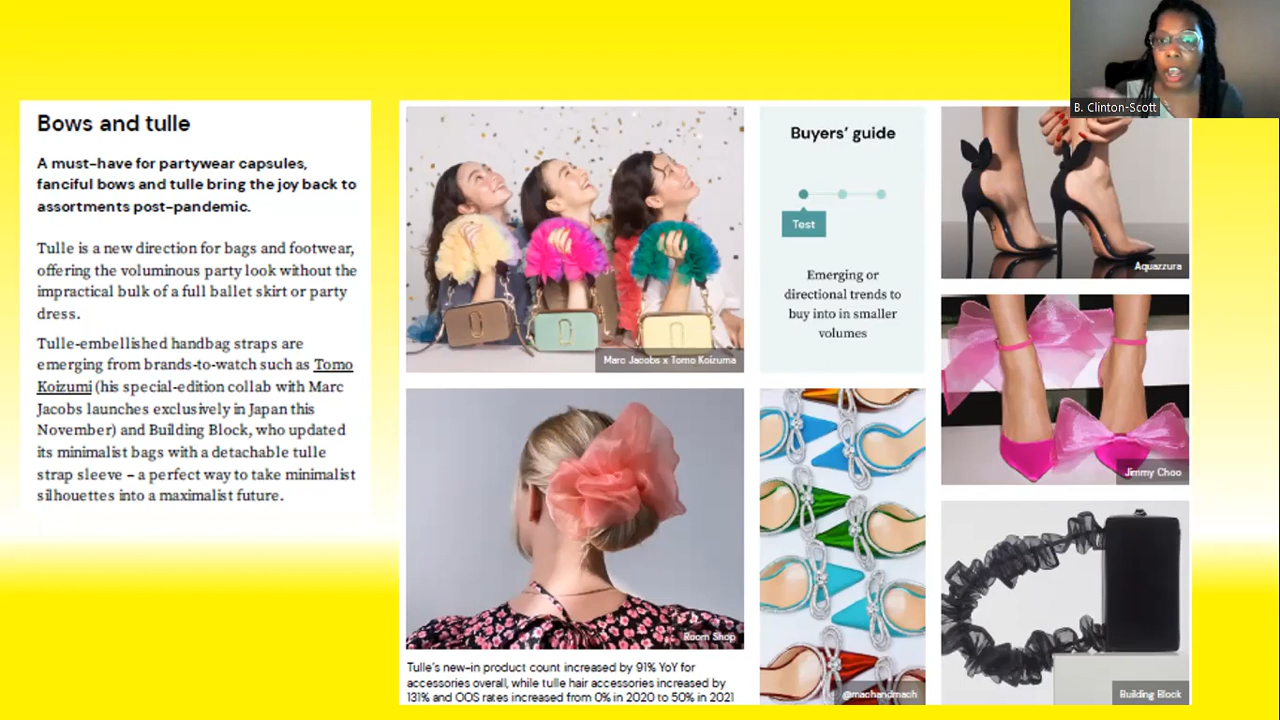 B. Clinton-Scott
Bows and tulle
A must-have for partywear capsules,
fanciful bows and tulle bring the joy back to
assortments post-pandemic.
Tulle is a new direction for bags and footwear,
offering the voluminous party look without the
impractical bulk of a full ballet skirt or party
dress.
Tulle-embellished handbag straps are
emerging from brands-to-watch such as Tomo
Koizumi (his special-edition collab with Marc
Jacobs launches exclusively in Japan this
November) and Building Block, who updated
its minimalist bags with a detachable tulle
strap sleeve – a perfect way to take minimalist
silhouettes into a maximalist future.
Marc Jacobs x Tomo Koizuma
Buyers' guide
Test
Emerging or
directional trends to
buy into in smaller
volumes
Aquazzura
Jimmy Choo
Room Shop
Tulle's new-in product count increased by 91% YoY for
accessories overall, while tulle hair accessories increased by
131% and OOS rates increased from 0% in 2020 to 50% in 2021
@machandmach
Building Block